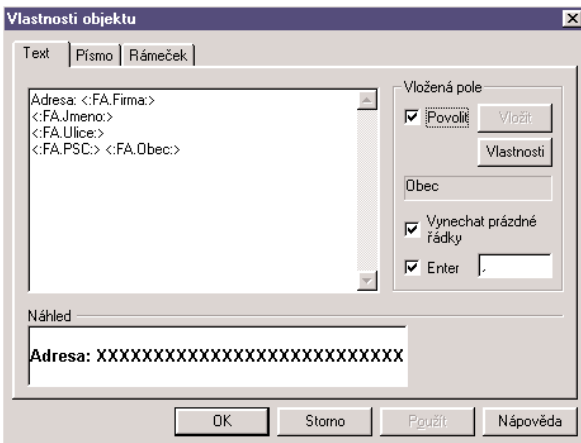 Vlastnosti objektu
Text Písmo Rámeček
Adresa: <:FA.Firma:>
<:FA.Jmeno:>
<:FA.Ulice:>
<:FA.PSC:> <:FA.Obec:>
Vložená pole
Povolit Vložit
Vlastnosti
Obec
Vynechat prázdné
řádky
Enter ,
Náhled
Adresa: XXXXXXXXXXXXXXXXXXXXXXXXXXX
OK Storno Použít Nápověda